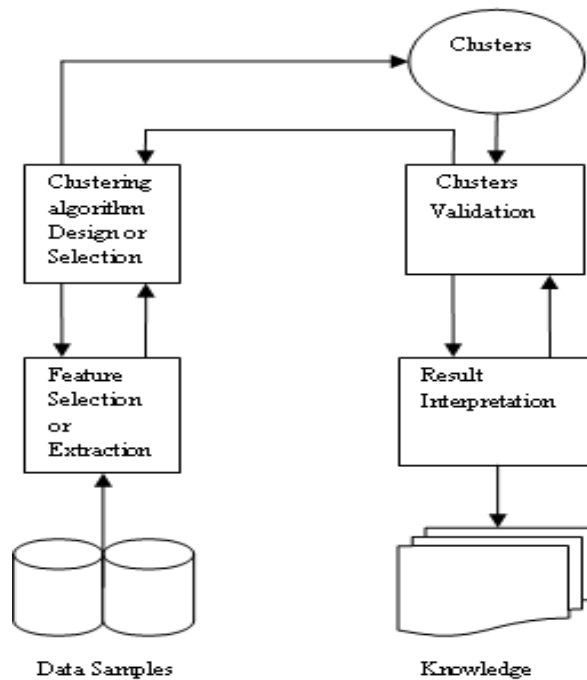 Clusters
Clustering
algorithm
Design or
Selection
Clusters
Validation
Feature
Selection
or
Extraction
Result
Interpretation
Data Samples
Knowledge